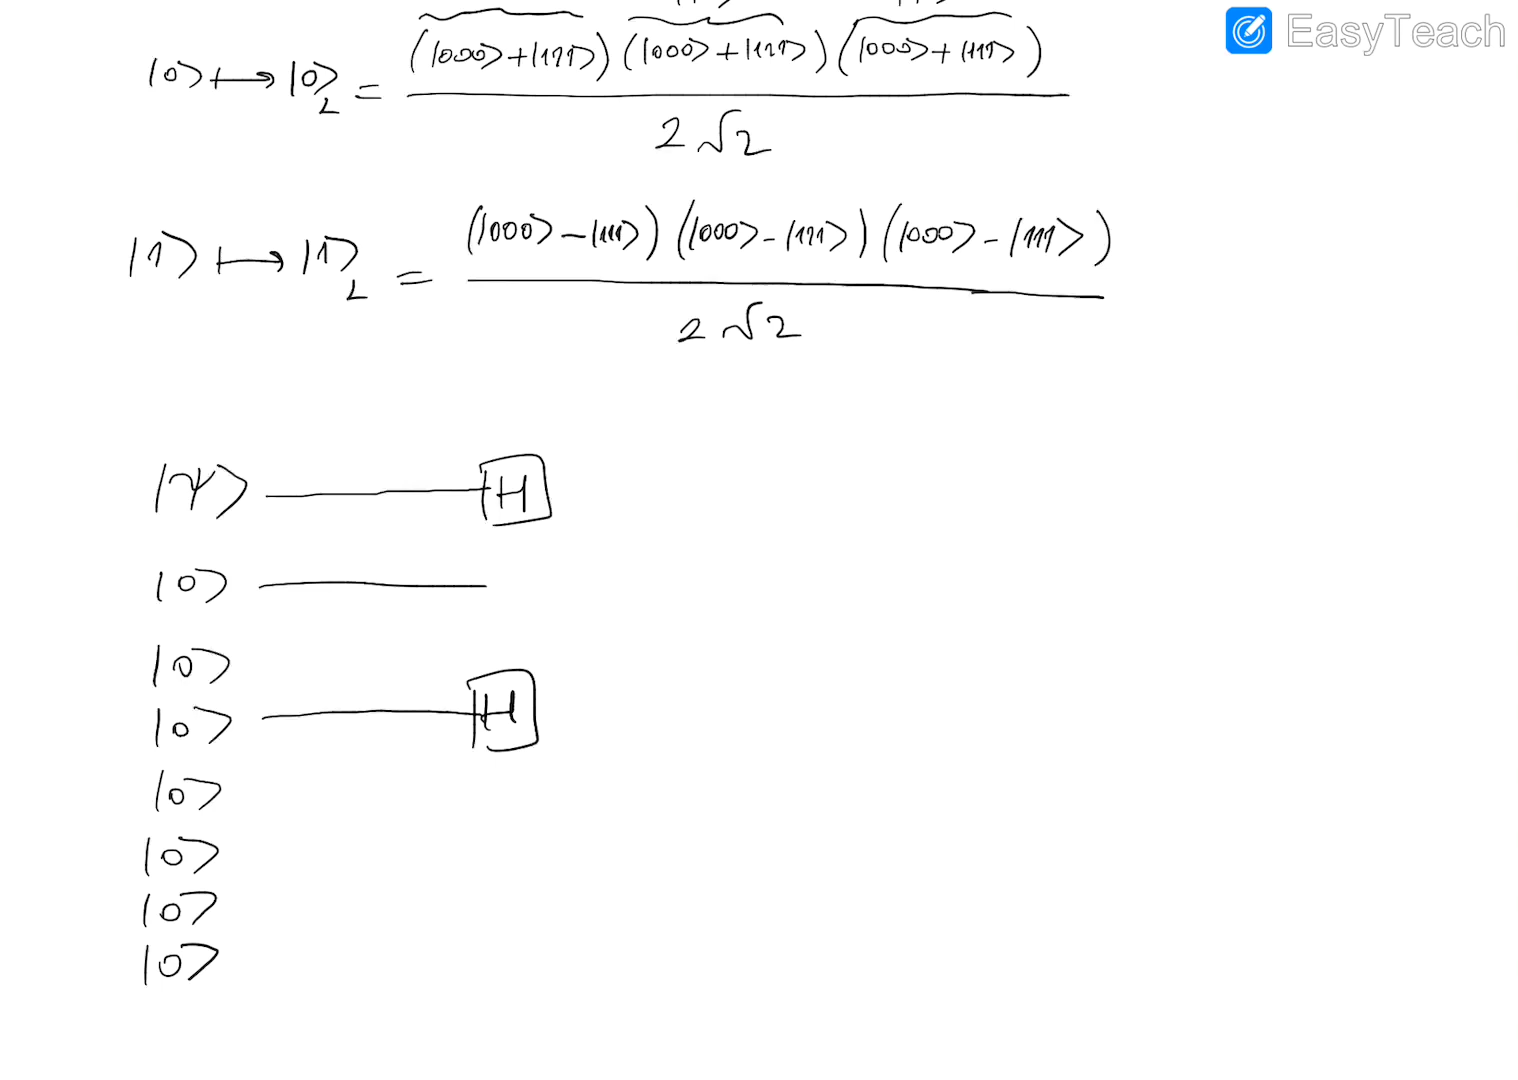 EasyTeach
|0⟩ ↦ |0⟩_L = (|000⟩+|111⟩) (|000⟩+|111⟩) (|000⟩+|111⟩)
2√2
|1⟩ ↦ |1⟩_L = (|000⟩-|111⟩) (|000⟩-|111⟩) (|000⟩-|111⟩)
2√2
|ψ⟩ H
|0⟩
|0⟩
|0⟩ H
|0⟩
|0⟩
|0⟩
|0⟩